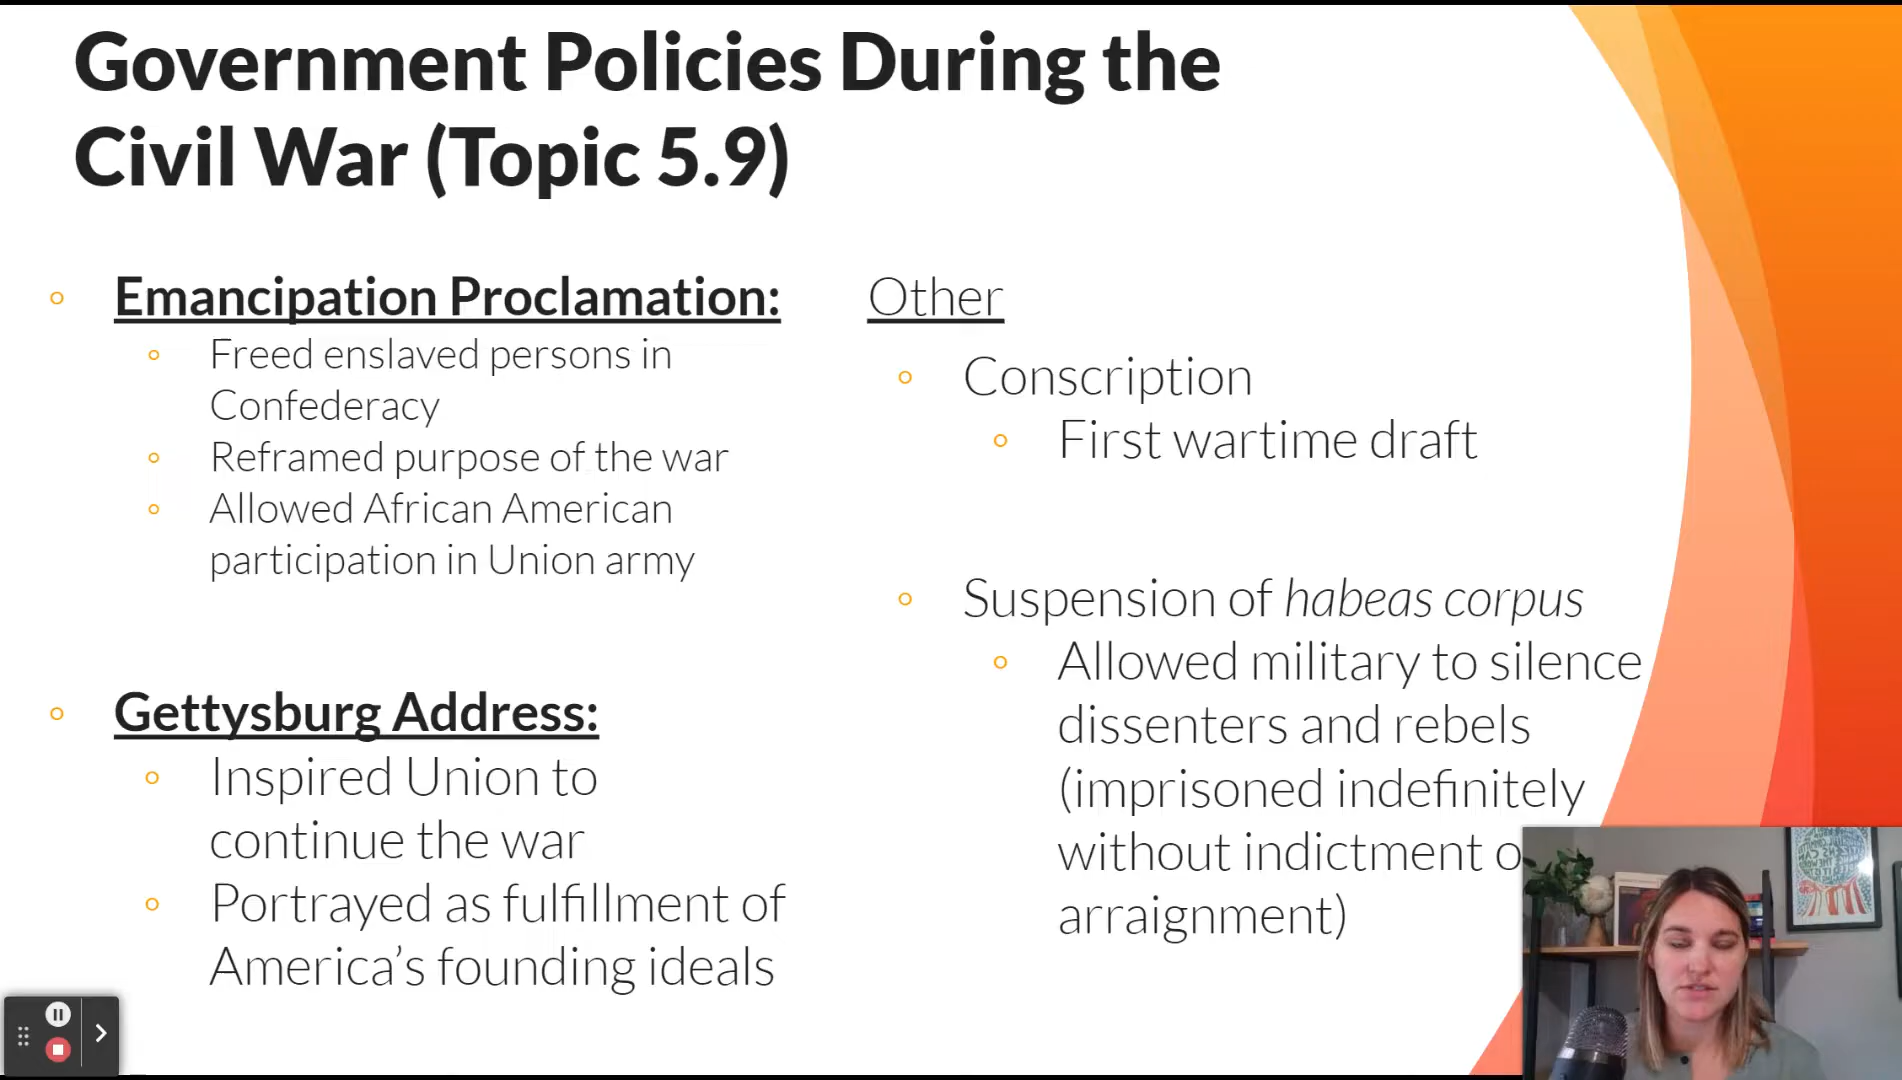 Government Policies During the
Civil War (Topic 5.9)
Emancipation Proclamation:
Freed enslaved persons in
Confederacy
Reframed purpose of the war
Allowed African American
participation in Union army
Gettysburg Address:
Inspired Union to
continue the war
Portrayed as fulfillment of
America's founding ideals
Other
Conscription
First wartime draft
Suspension of habeas corpus
Allowed military to silence
dissenters and rebels
(imprisoned indefinitely
without indictment
arraignment)